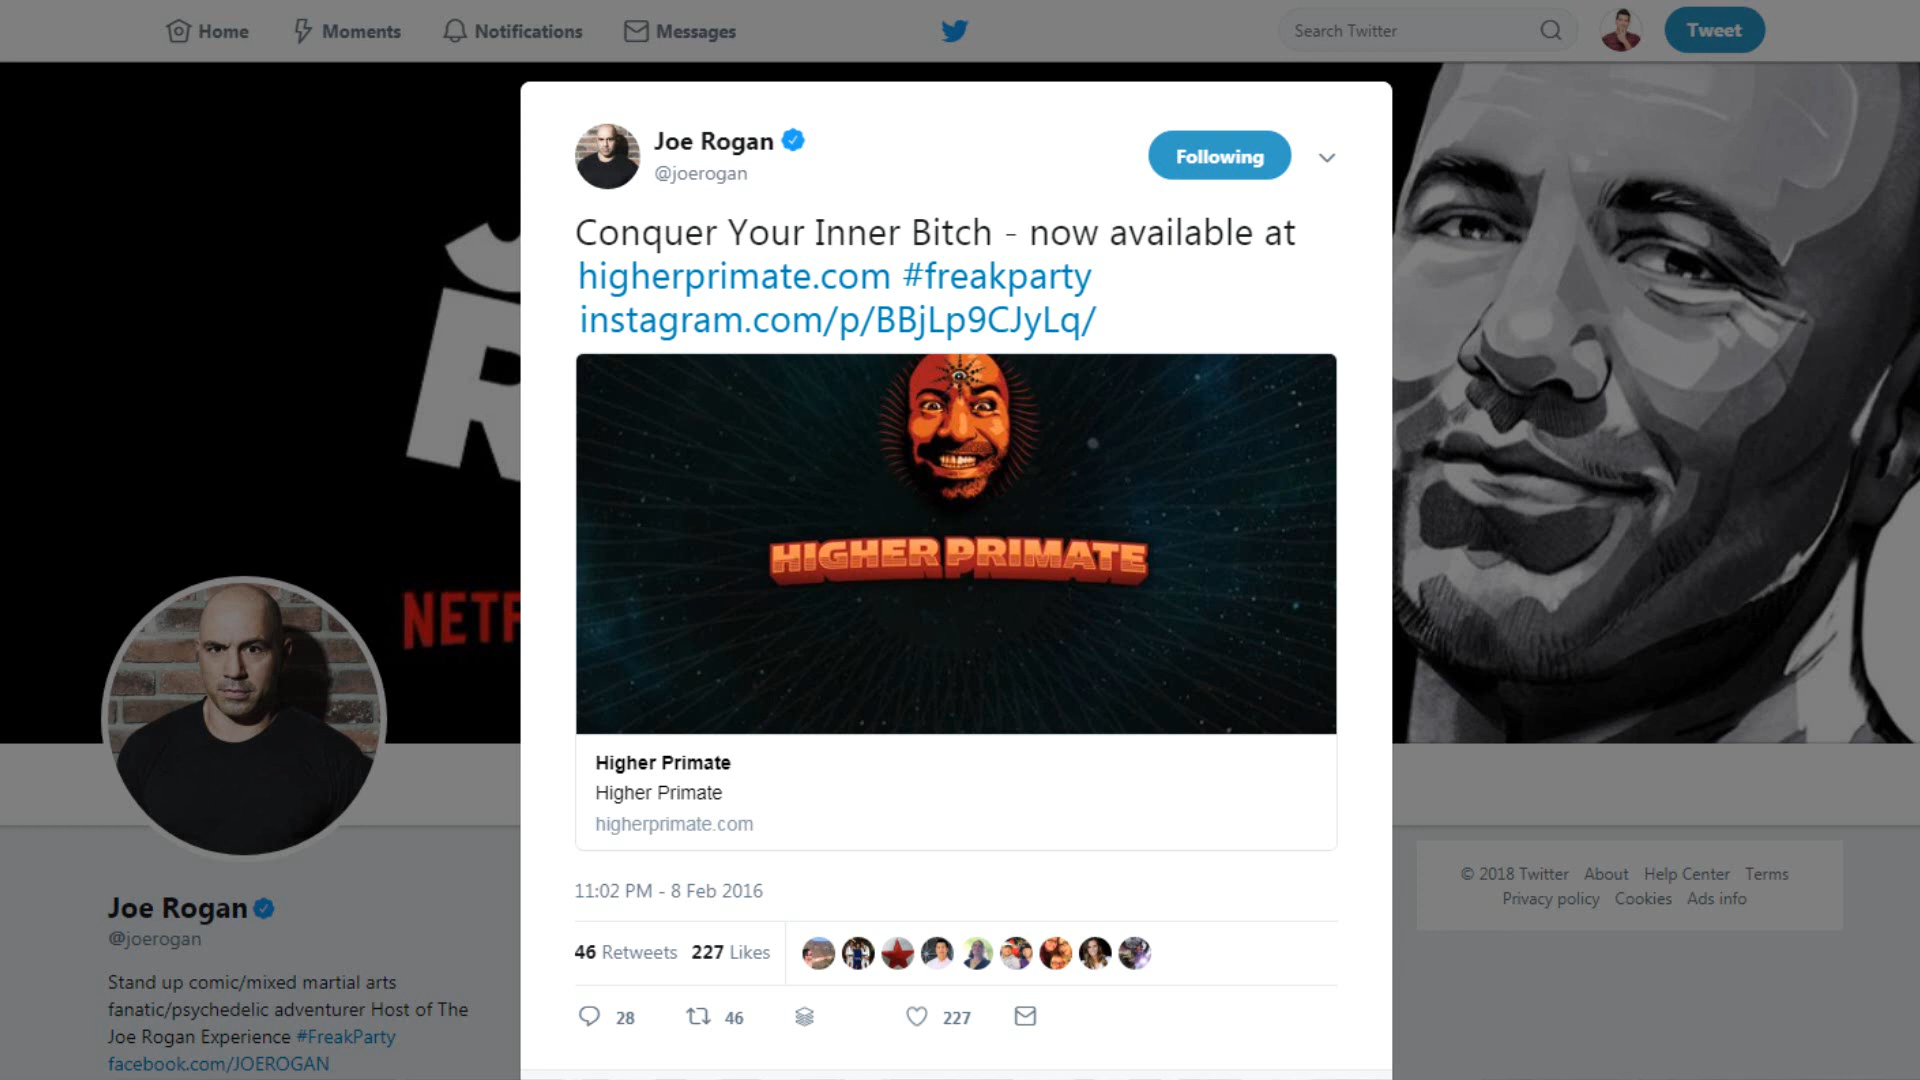 Home Moments Notifications Messages Search Twitter Tweet
Joe Rogan
@joerogan
Following
Conquer Your Inner Bitch - now available at
higherprimate.com #freakparty
instagram.com/p/BBjLp9CJyLq/
HIGHER PRIMATE
Higher Primate
Higher Primate
higherprimate.com
11:02 PM - 8 Feb 2016
46 Retweets 227 Likes
28 46 227
R
NETF
Joe Rogan
@joerogan
Stand up comic/mixed martial arts
fanatic/psychedelic adventurer Host of The
Joe Rogan Experience #FreakParty
facebook.com/JOEROGAN
© 2018 Twitter About Help Center Terms
Privacy policy Cookies Ads info